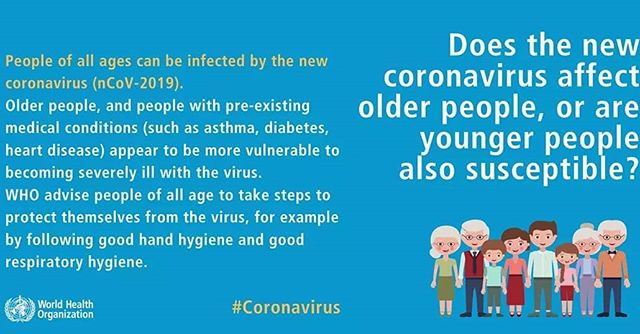 Does the new
coronavirus affect
older people, or are
younger people
also susceptible?
People of all ages can be infected by the new
coronavirus (nCoV-2019).
Older people, and people with pre-existing
medical conditions (such as asthma, diabetes,
heart disease) appear to be more vulnerable to
becoming severely ill with the virus.
WHO advise people of all age to take steps to
protect themselves from the virus, for example
by following good hand hygiene and good
respiratory hygiene.
World Health
Organization
#Coronavirus